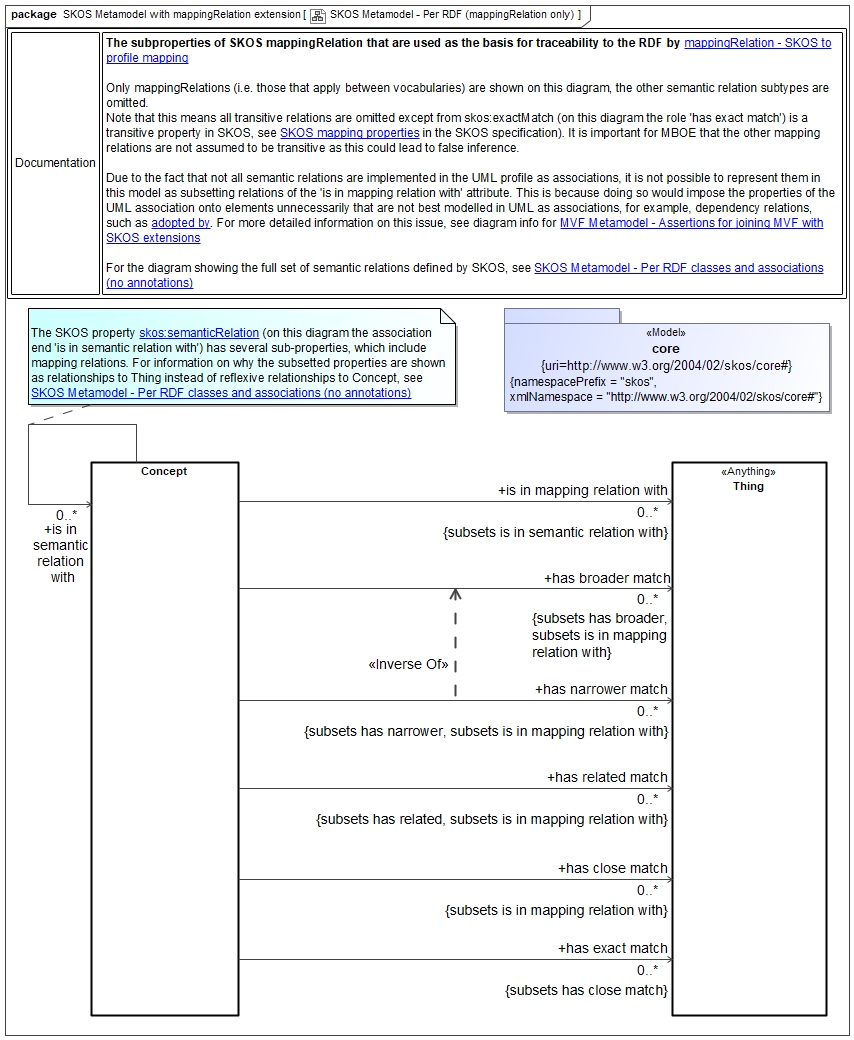 package SKOS Metamodel with mappingRelation extension [ SKOS Metamodel - Per RDF (mappingRelation only) ]
Documentation
The subproperties of SKOS mappingRelation that are used as the basis for traceability to the RDF by mappingRelation - SKOS to
profile mapping
Only mappingRelations (i.e. those that apply between vocabularies) are shown on this diagram, the other semantic relation subtypes are
omitted.
Note that this means all transitive relations are omitted except from skos:exactMatch (on this diagram the role 'has exact match') is a
transitive property in SKOS, see SKOS mapping properties in the SKOS specification). It is important for MBOE that the other mapping
relations are not assumed to be transitive as this could lead to false inference.
Due to the fact that not all semantic relations are implemented in the UML profile as associations, it is not possible to represent them in
this model as subsetting relations of the 'is in mapping relation with' attribute. This is because doing so would impose the properties of the
UML association onto elements unnecessarily that are not best modelled in UML as associations, for example, dependency relations,
such as adopted by. For more detailed information on this issue, see diagram info for MVF Metamodel - Assertions for joining MVF with
SKOS extensions
For the diagram showing the full set of semantic relations defined by SKOS, see SKOS Metamodel - Per RDF classes and associations
(no annotations)
The SKOS property skos:semanticRelation (on this diagram the association
end 'is in semantic relation with') has several sub-properties, which include
mapping relations. For information on why the subsetted properties are shown
as relationships to Thing instead of reflexive relationships to Concept, see
SKOS Metamodel - Per RDF classes and associations (no annotations)
«Model»
core
{uri=http://www.w3.org/2004/02/skos/core#}
{namespacePrefix = "skos",
xmlNamespace = "http://www.w3.org/2004/02/skos/core#"}
0..*
+is in
semantic
relation
with
Concept
«Anything»
Thing
+is in mapping relation with
0..*
{subsets is in semantic relation with}
+has broader match
0..*
{subsets has broader,
subsets is in mapping
relation with}
«Inverse Of»
+has narrower match
0..*
{subsets has narrower, subsets is in mapping relation with}
+has related match
0..*
{subsets has related, subsets is in mapping relation with}
+has close match
0..*
{subsets is in mapping relation with}
+has exact match
0..*
{subsets has close match}